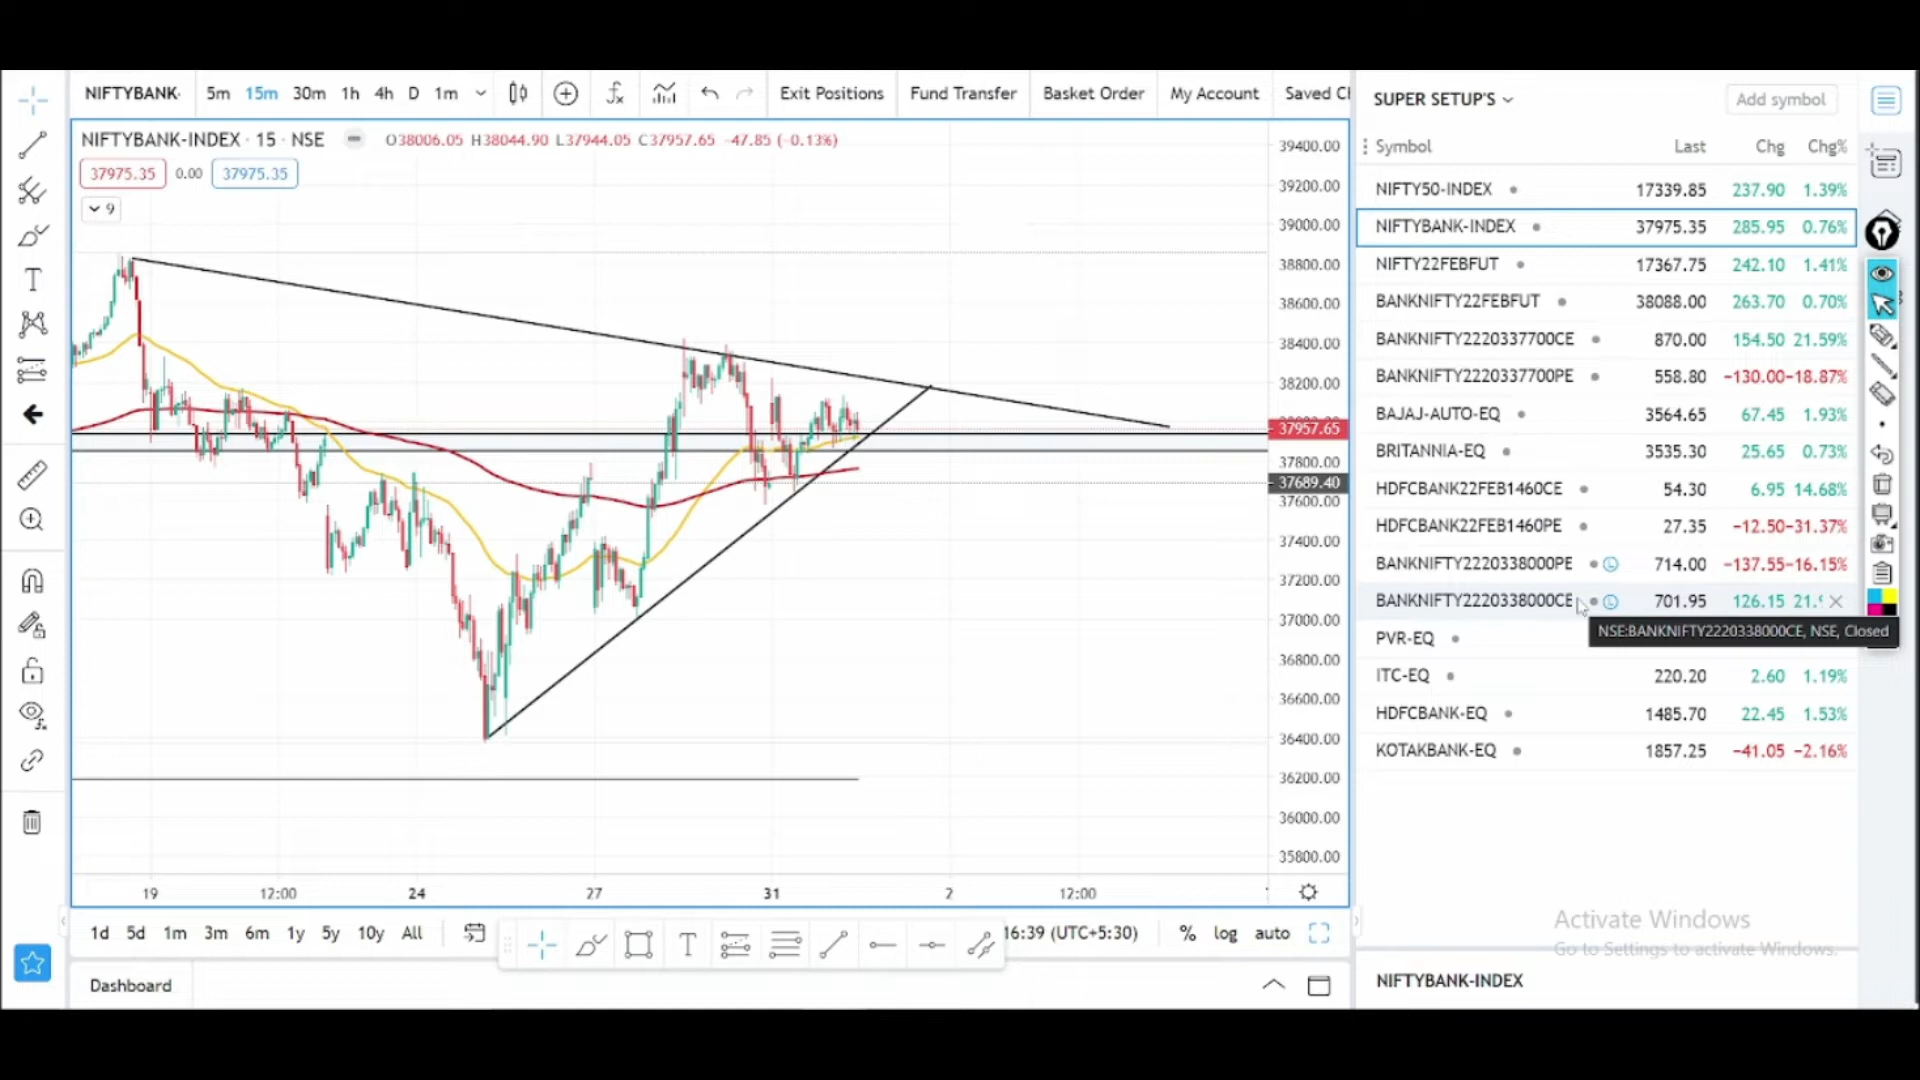 NIFTYBANK·
5m 15m 30m 1h 4h D 1m
Exit Positions
Fund Transfer
Basket Order
My Account
Saved Cl
NIFTYBANK-INDEX · 15 · NSE
O38006.05 H38044.90 L37944.05 C37957.65 −47.85 (−0.13%)
37975.35 0.00 37975.35
9
39400.00
39200.00
39000.00
38800.00
38600.00
38400.00
38200.00
37957.65
37800.00
37689.40
37600.00
37400.00
37200.00
37000.00
36800.00
36600.00
36400.00
36200.00
36000.00
35800.00
19 12:00 24 27 31 2 12:00
1d 5d 1m 3m 6m 1y 5y 10y All
16:39 (UTC+5:30)
% log auto
Dashboard
SUPER SETUP'S
Add symbol
Symbol Last Chg Chg%
NIFTY50-INDEX 17339.85 237.90 1.39%
NIFTYBANK-INDEX 37975.35 285.95 0.76%
NIFTY22FEBFUT 17367.75 242.10 1.41%
BANKNIFTY22FEBFUT 38088.00 263.70 0.70%
BANKNIFTY2220337700CE 870.00 154.50 21.59%
BANKNIFTY2220337700PE 558.80 −130.00 −18.87%
BAJAJ-AUTO-EQ 3564.65 67.45 1.93%
BRITANNIA-EQ 3535.30 25.65 0.73%
HDFCBANK22FEB1460CE 54.30 6.95 14.68%
HDFCBANK22FEB1460PE 27.35 −12.50 −31.37%
BANKNIFTY2220338000PE 714.00 −137.55 −16.15%
BANKNIFTY2220338000CE 701.95 126.15 21.
NSE:BANKNIFTY2220338000CE, NSE, Closed
PVR-EQ
ITC-EQ 220.20 2.60 1.19%
HDFCBANK-EQ 1485.70 22.45 1.53%
KOTAKBANK-EQ 1857.25 −41.05 −2.16%
Activate Windows
Go to Settings to activate Windows.
NIFTYBANK-INDEX